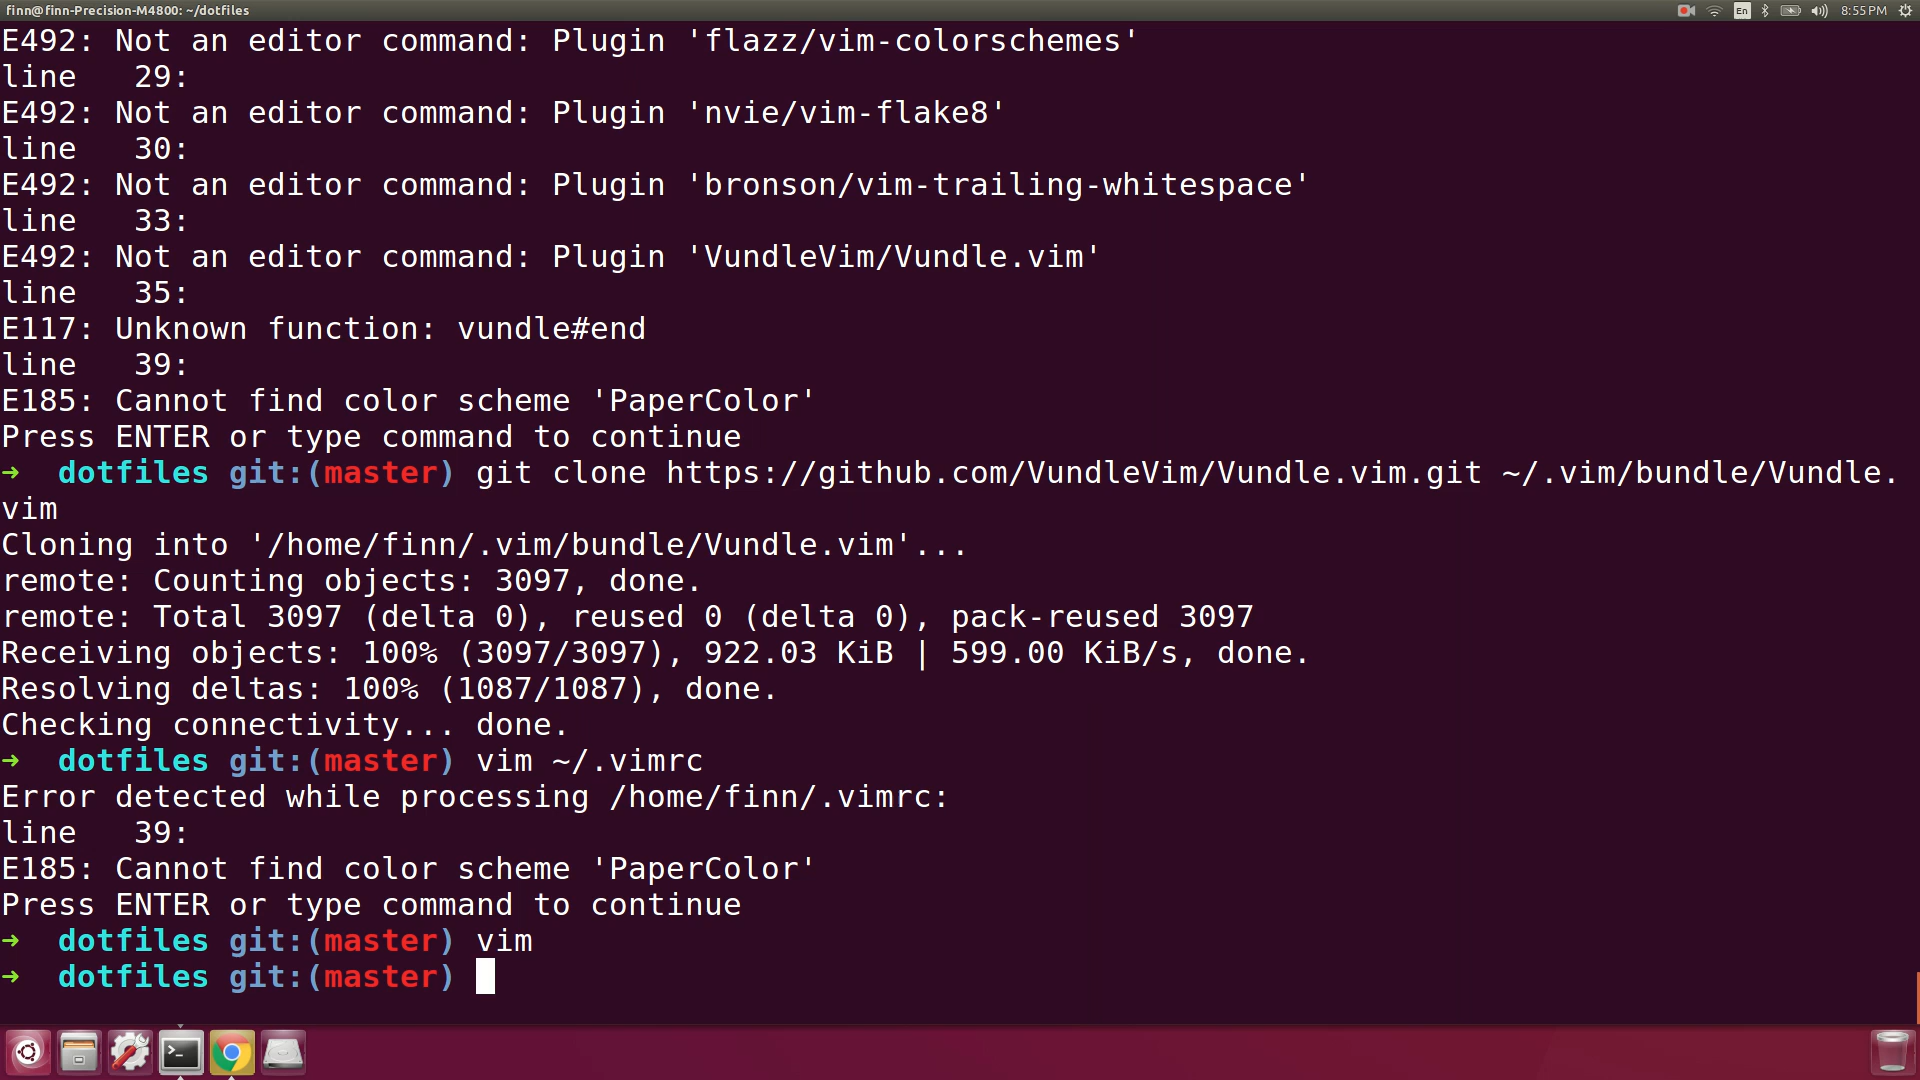 finn@finn-Precision-M4800: ~/dotfiles
En
8:55 PM
E492: Not an editor command: Plugin 'flazz/vim-colorschemes'
line   29:
E492: Not an editor command: Plugin 'nvie/vim-flake8'
line   30:
E492: Not an editor command: Plugin 'bronson/vim-trailing-whitespace'
line   33:
E492: Not an editor command: Plugin 'VundleVim/Vundle.vim'
line   35:
E117: Unknown function: vundle#end
line   39:
E185: Cannot find color scheme 'PaperColor'
Press ENTER or type command to continue
➜  dotfiles git:(master) git clone https://github.com/VundleVim/Vundle.vim.git ~/.vim/bundle/Vundle.
vim
Cloning into '/home/finn/.vim/bundle/Vundle.vim'...
remote: Counting objects: 3097, done.
remote: Total 3097 (delta 0), reused 0 (delta 0), pack-reused 3097
Receiving objects: 100% (3097/3097), 922.03 KiB | 599.00 KiB/s, done.
Resolving deltas: 100% (1087/1087), done.
Checking connectivity... done.
➜  dotfiles git:(master) vim ~/.vimrc
Error detected while processing /home/finn/.vimrc:
line   39:
E185: Cannot find color scheme 'PaperColor'
Press ENTER or type command to continue
➜  dotfiles git:(master) vim
➜  dotfiles git:(master)